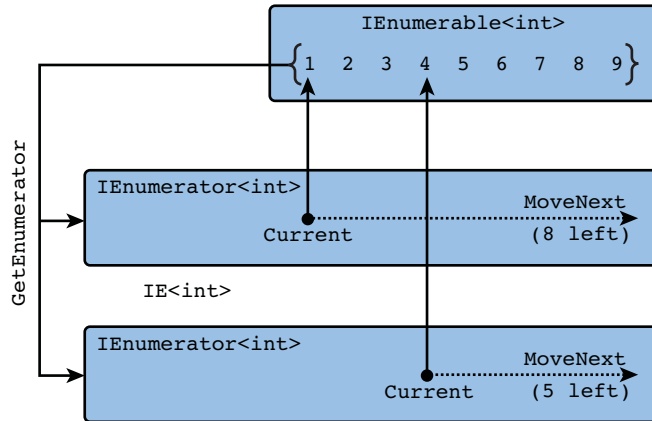 IEnumerable<int>
{1 2 3 4 5 6 7 8 9}
GetEnumerator
IEnumerator<int>
MoveNext
Current
(8 left)
IE<int>
IEnumerator<int>
MoveNext
Current
(5 left)